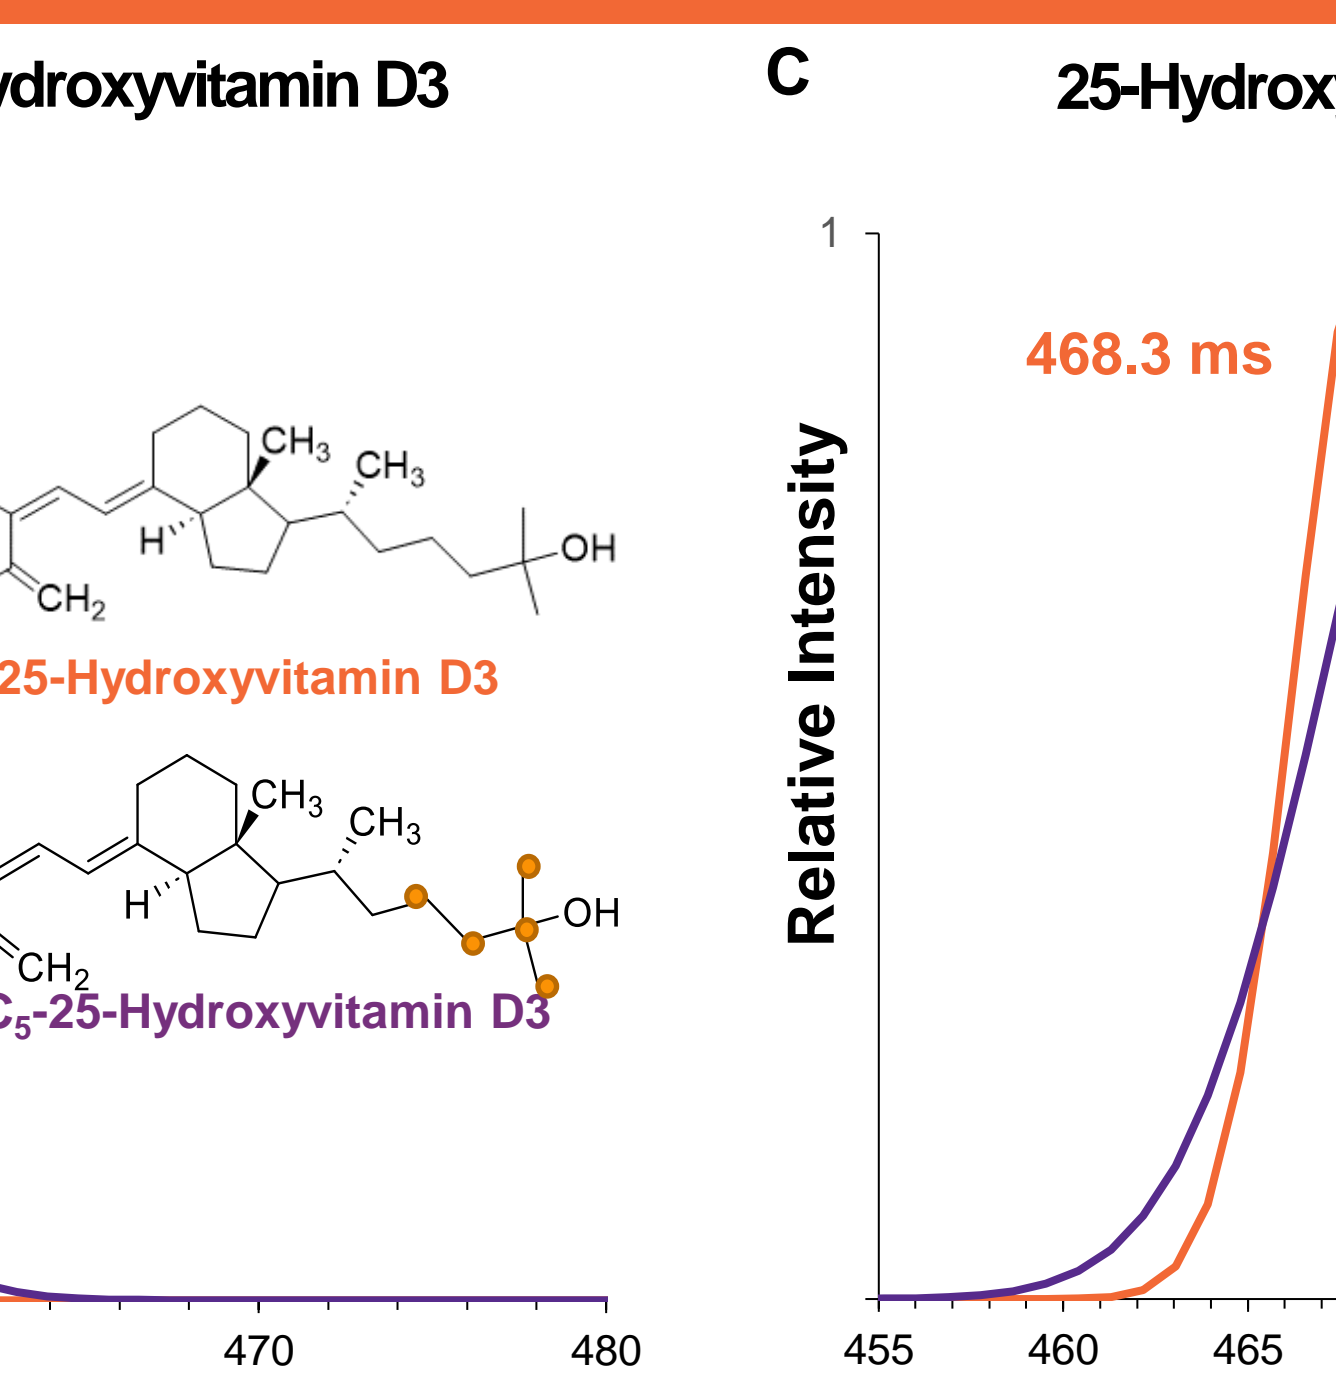 ydroxyvitamin D3
CH3
CH3
H
OH
CH2
25-Hydroxyvitamin D3
CH3
CH3
H
OH
CH2
C5-25-Hydroxyvitamin D3
470
480
C
25-Hydroxy
1
468.3 ms
Relative Intensity
455
460
465